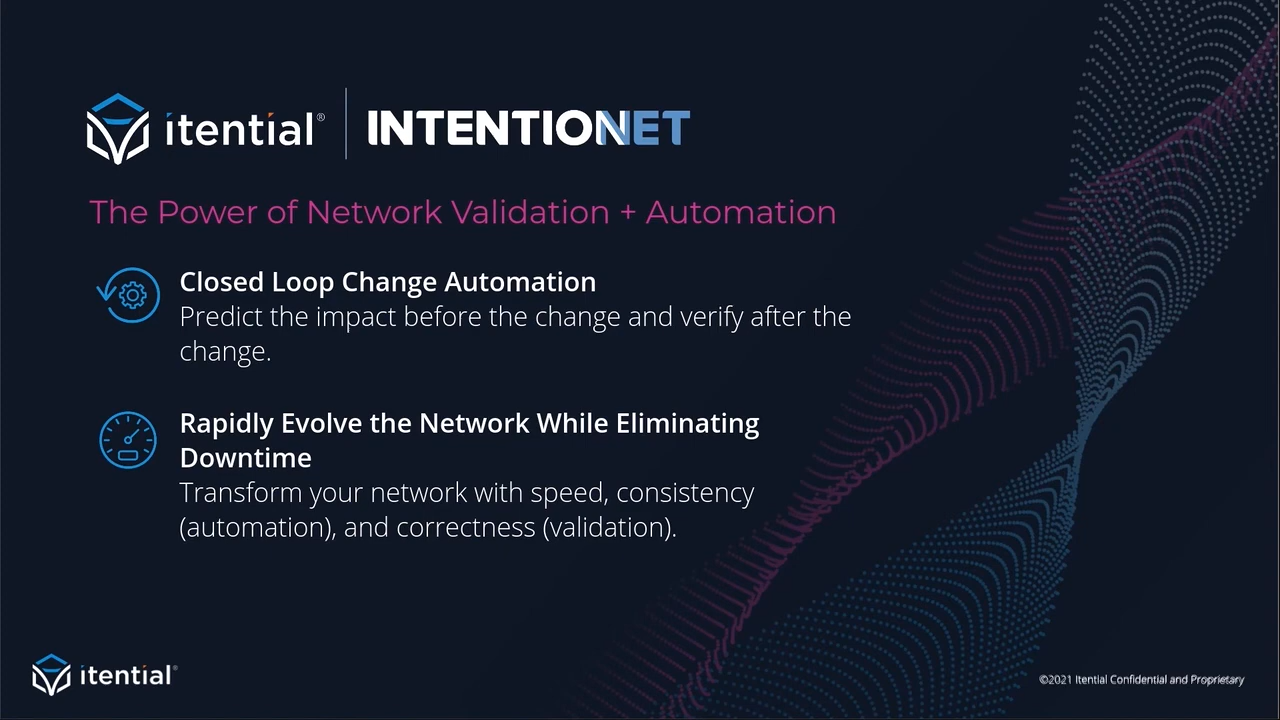 itential®
INTENTIONET
The Power of Network Validation + Automation
Closed Loop Change Automation
Predict the impact before the change and verify after the
change.
Rapidly Evolve the Network While Eliminating
Downtime
Transform your network with speed, consistency
(automation), and correctness (validation).
itential®
©2021 Itential Confidential and Proprietary